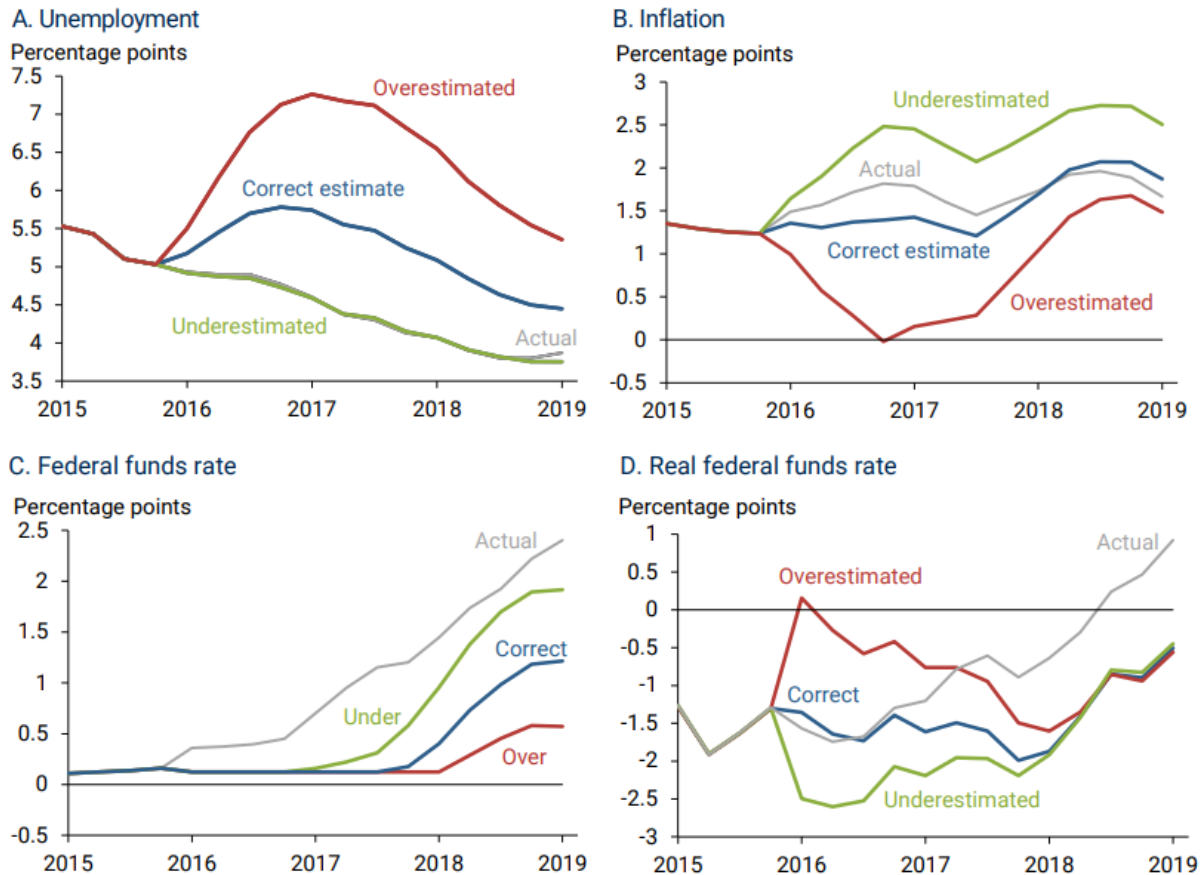 A. Unemployment
Percentage points
7.5
7
6.5
6
5.5
5
4.5
4
3.5
Overestimated
Correct estimate
Underestimated
Actual
2015 2016 2017 2018 2019
B. Inflation
Percentage points
3
2.5
2
1.5
1
0.5
0
-0.5
Underestimated
Actual
Correct estimate
Overestimated
2015 2016 2017 2018 2019
C. Federal funds rate
Percentage points
2.5
2
1.5
1
0.5
0
-0.5
Actual
Correct
Under
Over
2015 2016 2017 2018 2019
D. Real federal funds rate
Percentage points
1
0.5
0
-0.5
-1
-1.5
-2
-2.5
-3
Actual
Overestimated
Correct
Underestimated
2015 2016 2017 2018 2019